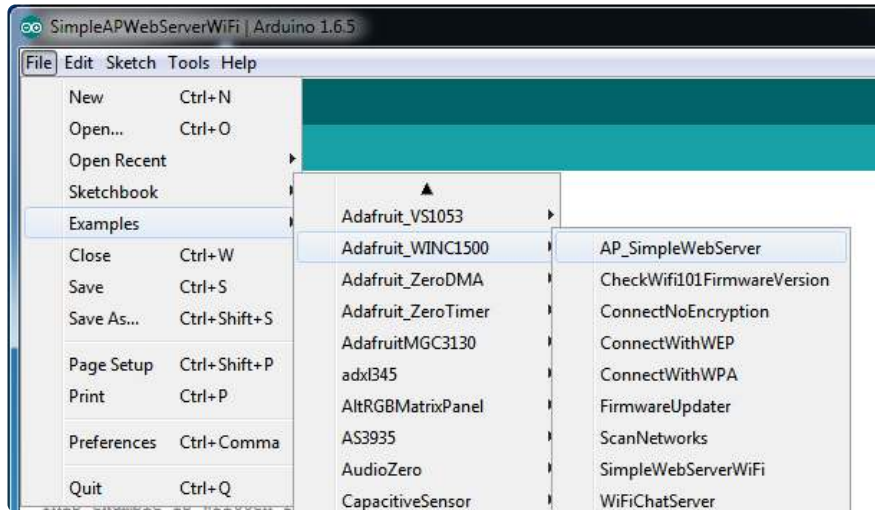 SimpleAPWebServerWiFi | Arduino 1.6.5
File Edit Sketch Tools Help
New Ctrl+N
Open... Ctrl+O
Open Recent
Sketchbook
Examples
Close Ctrl+W
Save Ctrl+S
Save As... Ctrl+Shift+S
Page Setup Ctrl+Shift+P
Print Ctrl+P
Preferences Ctrl+Comma
Quit Ctrl+Q
Adafruit_VS1053
Adafruit_WINC1500
Adafruit_ZeroDMA
Adafruit_ZeroTimer
AdafruitMGC3130
adxl345
AltRGBMatrixPanel
AS3935
AudioZero
CapacitiveSensor
AP_SimpleWebServer
CheckWifi101FirmwareVersion
ConnectNoEncryption
ConnectWithWEP
ConnectWithWPA
FirmwareUpdater
ScanNetworks
SimpleWebServerWiFi
WiFiChatServer